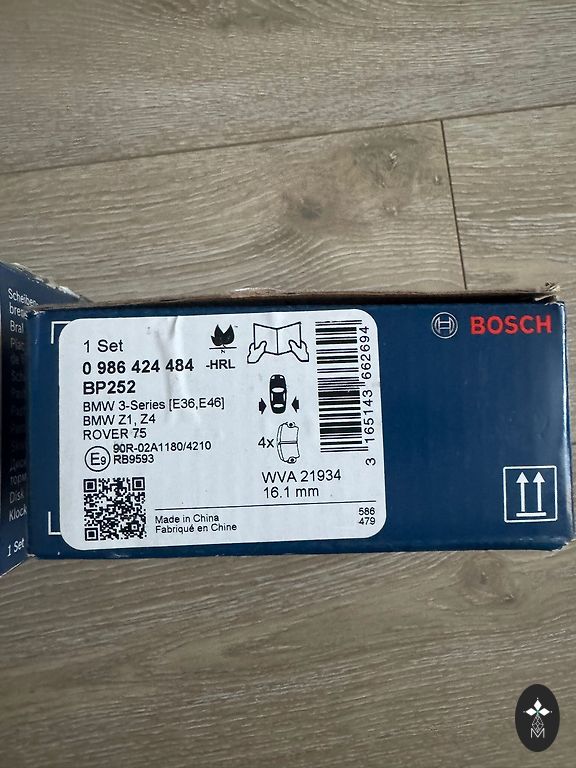 BOSCH
1 Set
0 986 424 484 -HRL
BP252
BMW 3-Series [E36,E46]
BMW Z1, Z4
ROVER 75
E9 90R-02A1180/4210
RB9593
N
4x
WVA 21934
16.1 mm
3 165143 662694
Made in China
Fabriqué en Chine
586
479
Disk
1 Set
M